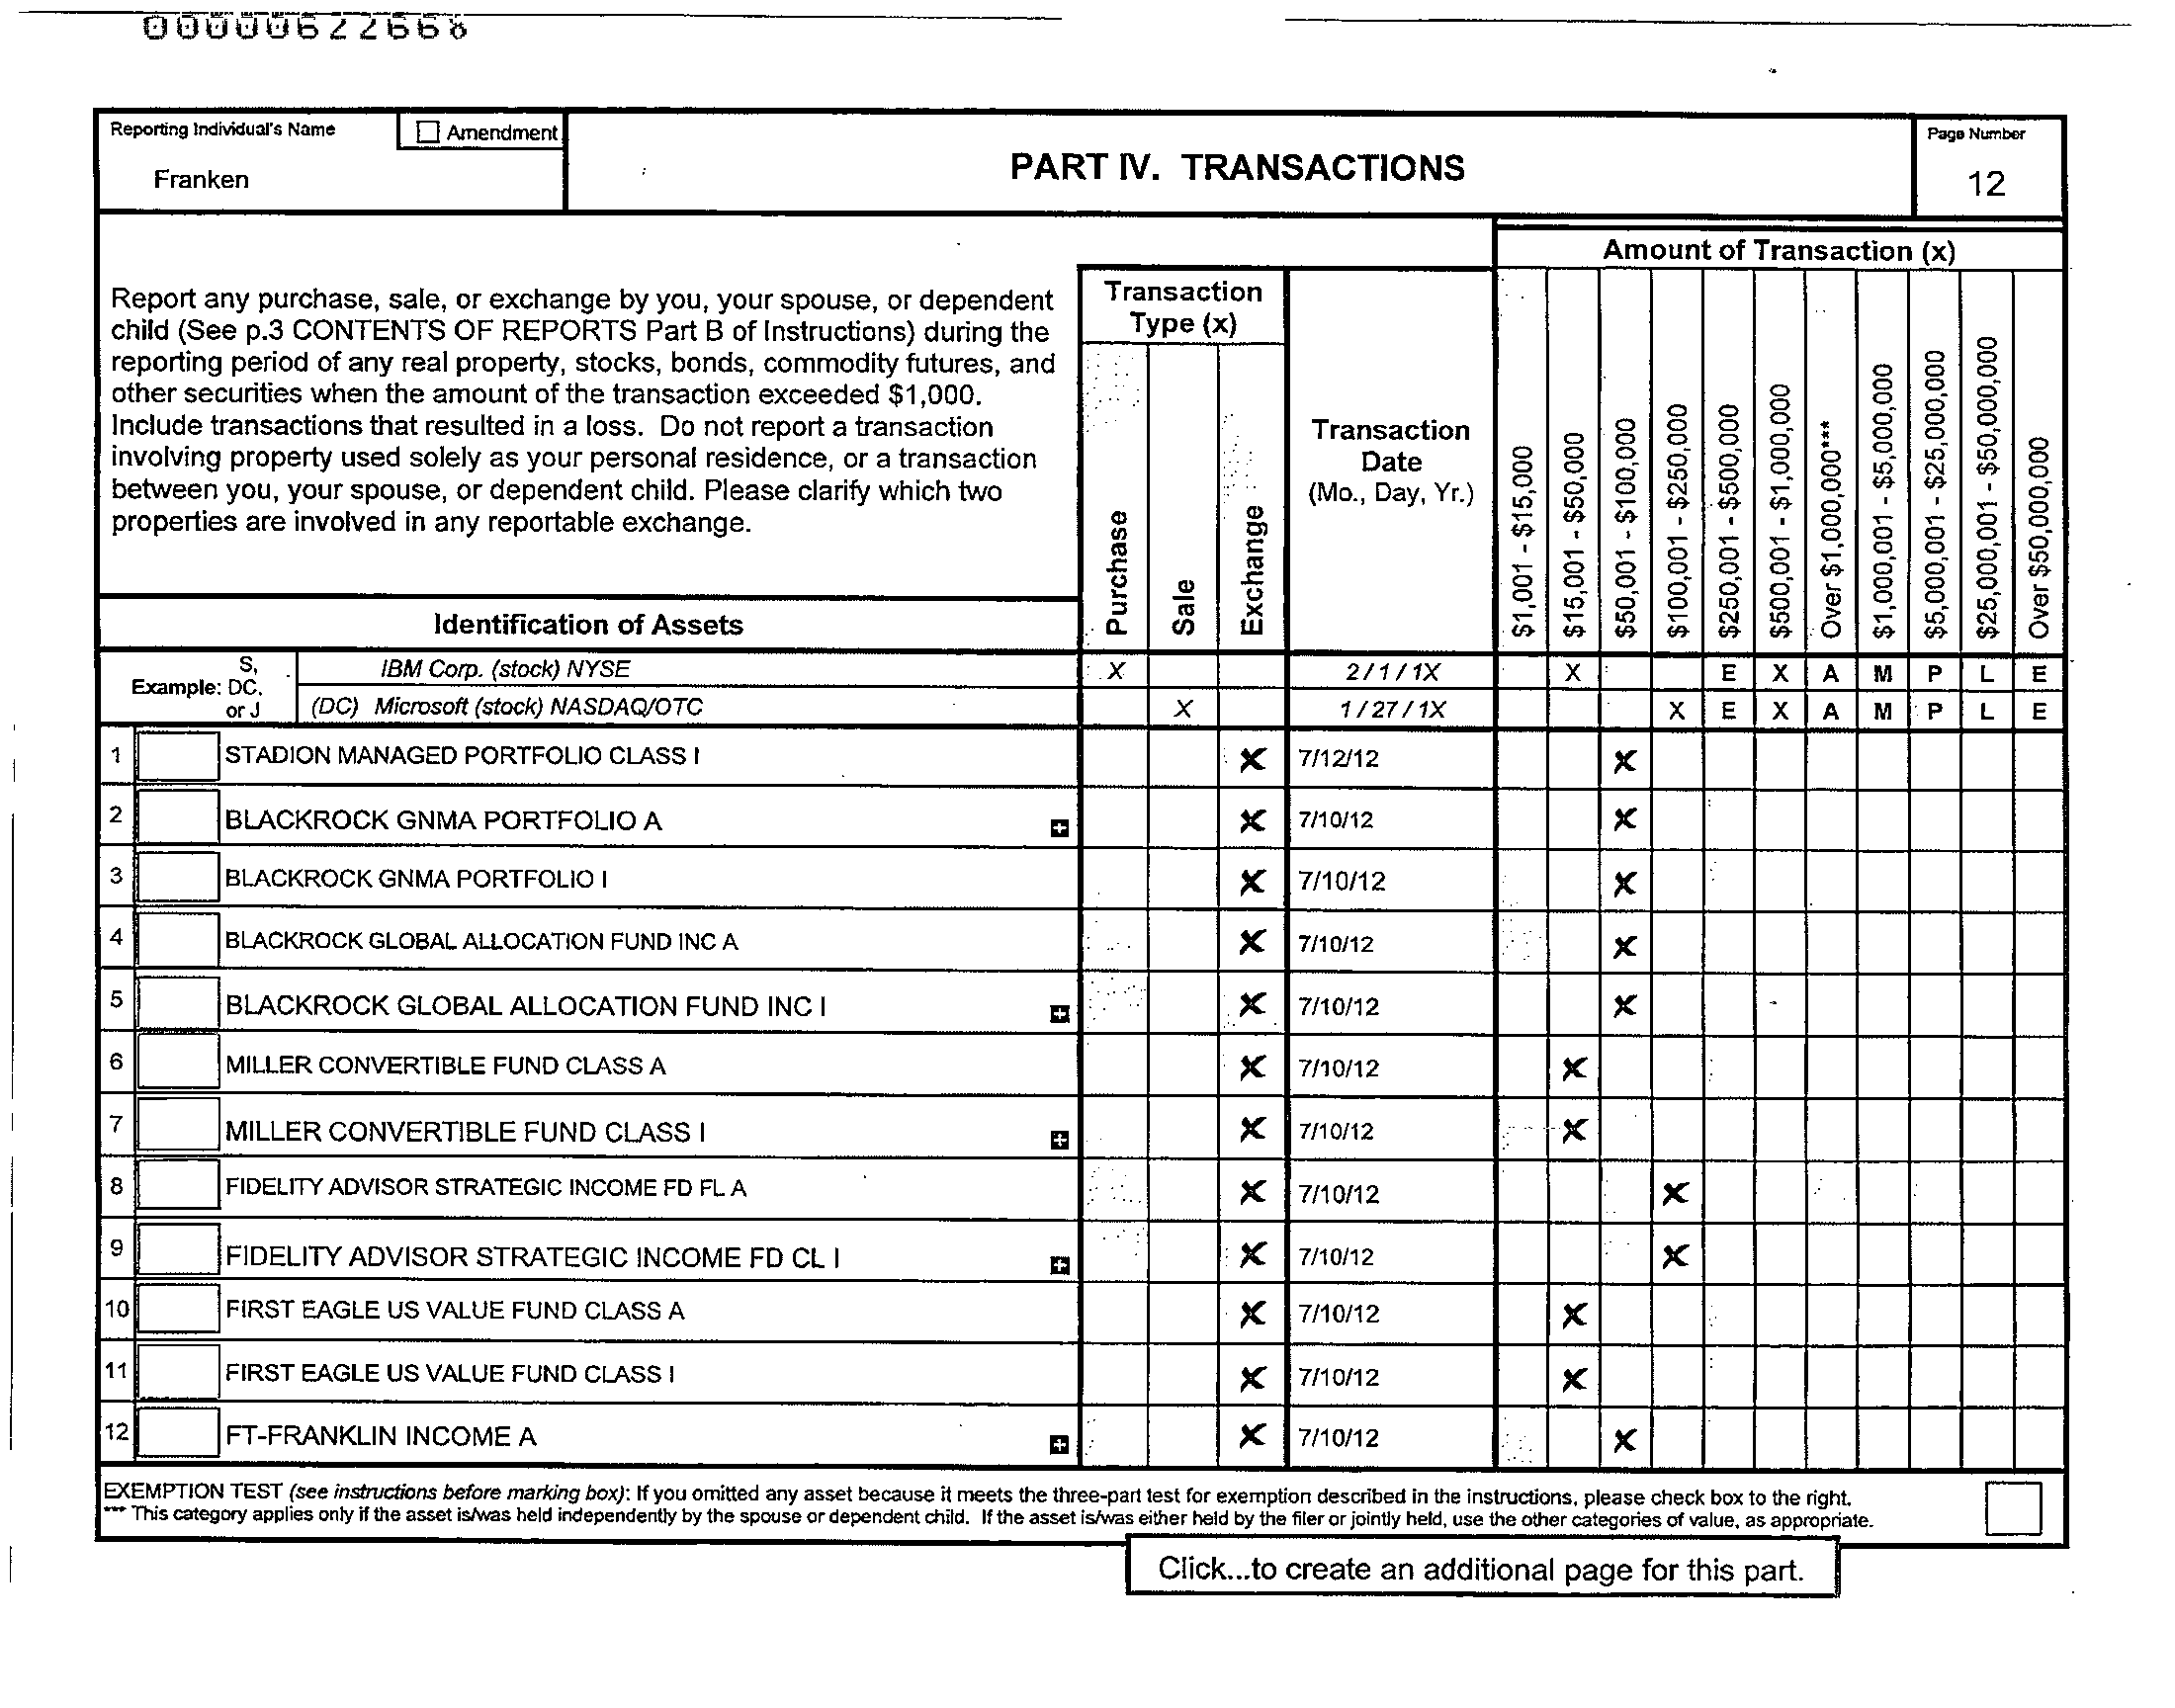 00000622668
Reporting Individual's Name
Amendment
Franken
PART IV. TRANSACTIONS
Page Number
12
Amount of Transaction (x)
Report any purchase, sale, or exchange by you, your spouse, or dependent
child (See p.3 CONTENTS OF REPORTS Part B of Instructions) during the
reporting period of any real property, stocks, bonds, commodity futures, and
other securities when the amount of the transaction exceeded $1,000.
Include transactions that resulted in a loss. Do not report a transaction
involving property used solely as your personal residence, or a transaction
between you, your spouse, or dependent child. Please clarify which two
properties are involved in any reportable exchange.
Transaction
Type (x)
Purchase
Sale
Exchange
Transaction
Date
(Mo., Day, Yr.)
$1,001 - $15,000
$15,001 - $50,000
$50,001 - $100,000
$100,001 - $250,000
$250,001 - $500,000
$500,001 - $1,000,000
Over $1,000,000***
$1,000,001 - $5,000,000
$5,000,001 - $25,000,000
$25,000,001 - $50,000,000
Over $50,000,000
Identification of Assets
Example:
S,
DC,
or J
IBM Corp. (stock) NYSE X 2 / 1 / 1X X E X A M P L E
(DC) Microsoft (stock) NASDAQ/OTC X 1 / 27 / 1X X E X A M P L E
1 STADION MANAGED PORTFOLIO CLASS I X 7/12/12 X
2 BLACKROCK GNMA PORTFOLIO A + X 7/10/12 X
3 BLACKROCK GNMA PORTFOLIO I X 7/10/12 X
4 BLACKROCK GLOBAL ALLOCATION FUND INC A X 7/10/12 X
5 BLACKROCK GLOBAL ALLOCATION FUND INC I + X 7/10/12 X
6 MILLER CONVERTIBLE FUND CLASS A X 7/10/12 X
7 MILLER CONVERTIBLE FUND CLASS I + X 7/10/12 X
8 FIDELITY ADVISOR STRATEGIC INCOME FD FL A X 7/10/12 X
9 FIDELITY ADVISOR STRATEGIC INCOME FD CL I + X 7/10/12 X
10 FIRST EAGLE US VALUE FUND CLASS A X 7/10/12 X
11 FIRST EAGLE US VALUE FUND CLASS I X 7/10/12 X
12 FT-FRANKLIN INCOME A + X 7/10/12 X
EXEMPTION TEST (see instructions before marking box): If you omitted any asset because it meets the three-part test for exemption described in the instructions, please check box to the right.
*** This category applies only if the asset is/was held independently by the spouse or dependent child. If the asset is/was either held by the filer or jointly held, use the other categories of value, as appropriate.
Click...to create an additional page for this part.